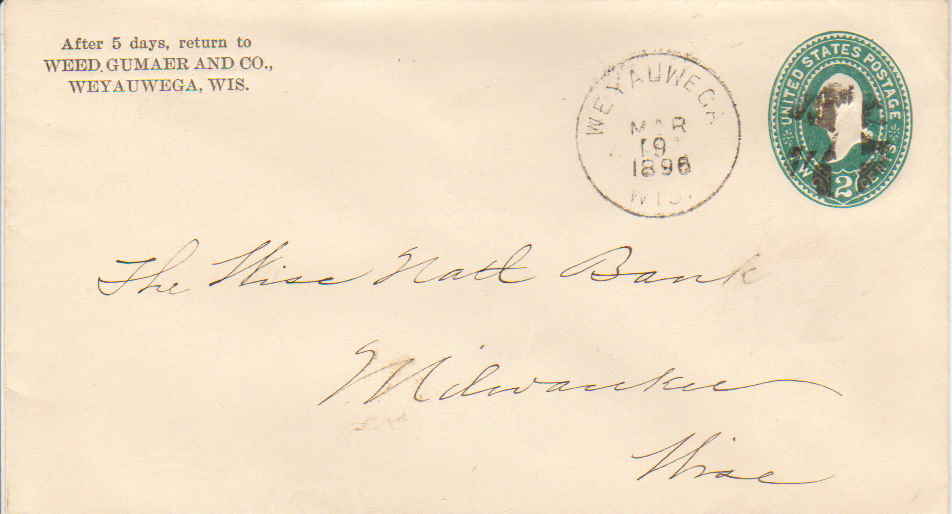 After 5 days, return to
WEED, GUMAER AND CO.,
WEYAUWEGA, WIS.
WEYAUWEGA
MAR
19
1896
WIS.
UNITED STATES POSTAGE
TWO 2 CENTS
The Wisc Natl Bank
Milwaukee
Wisc